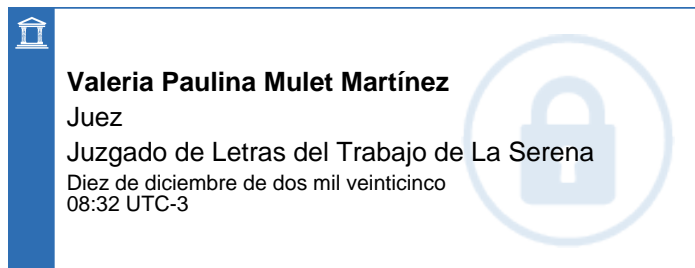 Valeria Paulina Mulet Martínez
Juez
Juzgado de Letras del Trabajo de La Serena
Diez de diciembre de dos mil veinticinco
08:32 UTC-3